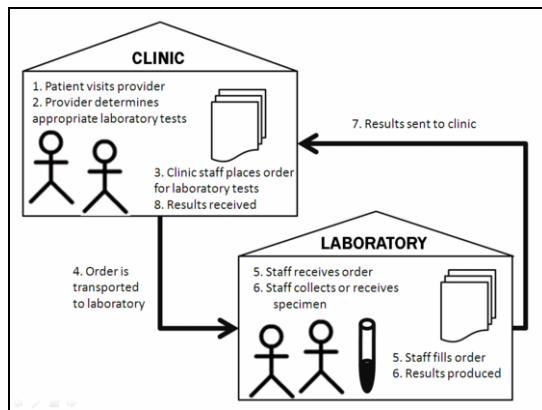 CLINIC
1. Patient visits provider
2. Provider determines
appropriate laboratory tests
3. Clinic staff places order
for laboratory tests
8. Results received
7. Results sent to clinic
4. Order is
transported
to laboratory
LABORATORY
5. Staff receives order
6. Staff collects or receives
specimen
5. Staff fills order
6. Results produced